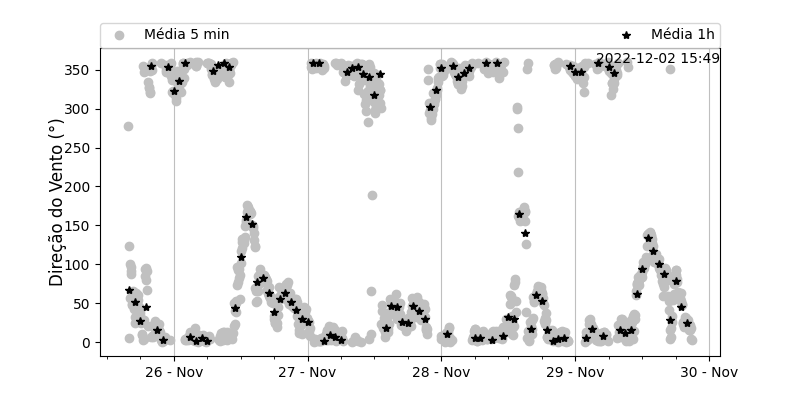 Média 5 min
Média 1h
2022-12-02 15:49
Direção do Vento (°)
350
300
250
200
150
100
50
0
26 - Nov
27 - Nov
28 - Nov
29 - Nov
30 - Nov